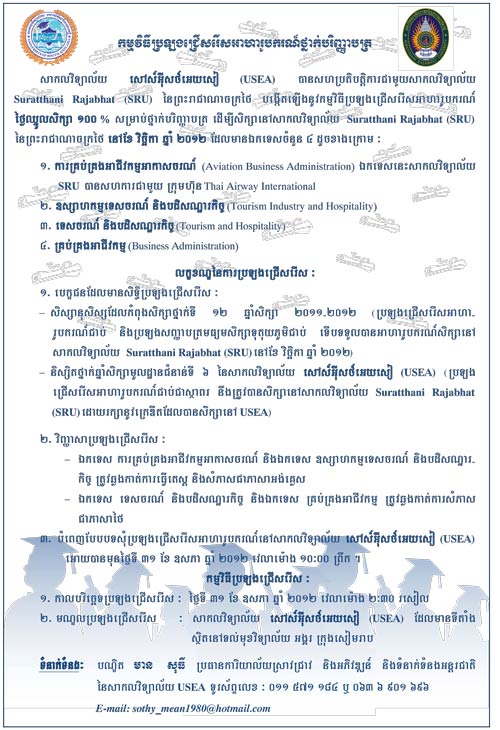 កម្មវិធីប្រឡងជ្រើសរើសអាហារូបករណ៍ថ្នាក់បរិញ្ញាបត្រ
សាកលវិទ្យាល័យ សៅស៍អ៊ីសថ៍អេយសៀ (USEA) បានសហប្រតិបត្តិការជាមួយសាកលវិទ្យាល័យ
Suratthani Rajabhat (SRU) នៃព្រះរាជាណាចក្រថៃ បង្កើតឡើងនូវកម្មវិធីប្រឡងជ្រើសរើសអាហារូបករណ៍
ថ្លៃឈ្នួលសិក្សា ១០០ % សម្រាប់ថ្នាក់បរិញ្ញាបត្រ ដើម្បីសិក្សានៅសាកលវិទ្យាល័យ Suratthani Rajabhat (SRU)
នៃព្រះរាជាណាចក្រថៃ នៅខែ វិច្ឆិកា ឆ្នាំ ២០១២ ដែលមានឯកទេសចំនួន ៤ ដូចខាងក្រោម :
១. ការគ្រប់គ្រងអាជីវកម្មអាកាសចរណ៍ (Aviation Business Administration) ឯកទេសនេះសាកលវិទ្យាល័យ
SRU បានសហការជាមួយ ក្រុមហ៊ុន Thai Airway International
២. ឧស្សាហកម្មទេសចរណ៍ និងបដិសណ្ឋារកិច្ច (Tourism Industry and Hospitality)
៣. ទេសចរណ៍ និងបដិសណ្ឋារកិច្ច (Tourism and Hospitality)
៤. គ្រប់គ្រងអាជីវកម្ម (Business Administration)
លក្ខខណ្ឌនៃការប្រឡងជ្រើសរើស :
១. បេក្ខជនដែលមានសិទ្ធិប្រឡងជ្រើសរើស :
– សិស្សានុសិស្សដែលកំពុងសិក្សាថ្នាក់ទី ១២ ឆ្នាំសិក្សា ២០១១.២០១២ (ប្រឡងជ្រើសរើសអាហា.
រូបករណ៍ជាប់ និងប្រឡងសញ្ញាបត្រមធ្យមសិក្សាទុតិយភូមិជាប់ ទើបទទួលបានអាហារូបករណ៍សិក្សានៅ
សាកលវិទ្យាល័យ Suratthani Rajabhat (SRU) នៅខែ វិច្ឆិកា ឆ្នាំ ២០១២)
– និស្សិតថ្នាក់ឆ្នាំសិក្សាមូលដ្ឋានជំនាន់ទី ៦ នៃសាកលវិទ្យាល័យ សៅស៍អ៊ីសថ៍អេយសៀ (USEA) (ប្រឡង
ជ្រើសរើសអាហារូបករណ៍ជាប់ជាស្ថាពរ នឹងត្រូវបានសិក្សានៅសាកលវិទ្យាល័យ Suratthani Rajabhat
(SRU) ដោយរក្សានូវក្រេឌីតដែលបានសិក្សានៅ USEA)
២. វិញ្ញាសាប្រឡងជ្រើសរើស :
– ឯកទេស ការគ្រប់គ្រងអាជីវកម្មអាកាសចរណ៍ និងឯកទេស ឧស្សាហកម្មទេសចរណ៍ និងបដិសណ្ឋារ.
កិច្ច ត្រូវឆ្លងកាត់ការធ្វើតេស្ត និងសំភាសជាភាសាអង់គ្លេស
– ឯកទេស ទេសចរណ៍ និងបដិសណ្ឋារកិច្ច និងឯកទេស គ្រប់គ្រងអាជីវកម្ម ត្រូវឆ្លងកាត់ការសំភាស
ជាភាសាថៃ
៣. បំពេញបែបបទសុំប្រឡងជ្រើសរើសអាហារូបករណ៍នៅសាកលវិទ្យាល័យ សៅស៍អ៊ីសថ៍អេយសៀ (USEA)
អោយបានមុនថ្ងៃទី ៣១ ខែ ឧសភា ឆ្នាំ ២០១២ វេលាម៉ោង ១០:០០ ព្រឹក ។
កម្មវិធីប្រឡងជ្រើសរើស :
១. កាលបរិច្ឆេទប្រឡងជ្រើសរើស : ថ្ងៃទី ៣១ ខែ ឧសភា ឆ្នាំ ២០១២ វេលាម៉ោង ២:៣០ រសៀល
២. មណ្ឌលប្រឡងជ្រើសរើស : សាកលវិទ្យាល័យ សៅស៍អ៊ីសថ៍អេយសៀ (USEA) ដែលមានទីតាំង
ស្ថិតនៅទល់មុខវិទ្យាល័យ អង្គរ ក្រុងសៀមរាប
ទំនាក់ទំនង: បណ្ឌិត មាន សុធី ប្រធានការិយាល័យស្រាវជ្រាវ និងអភិវឌ្ឍន៍ និងទំនាក់ទំនងអន្តរជាតិ
នៃសាកលវិទ្យាល័យ USEA ទូរស័ព្ទលេខ : ០១១ ៥៧១ ១៨៤ ឬ ០៦៣ ៦ ៩០១ ៦៩៦
E-mail: sothy_mean1980@hotmail.com